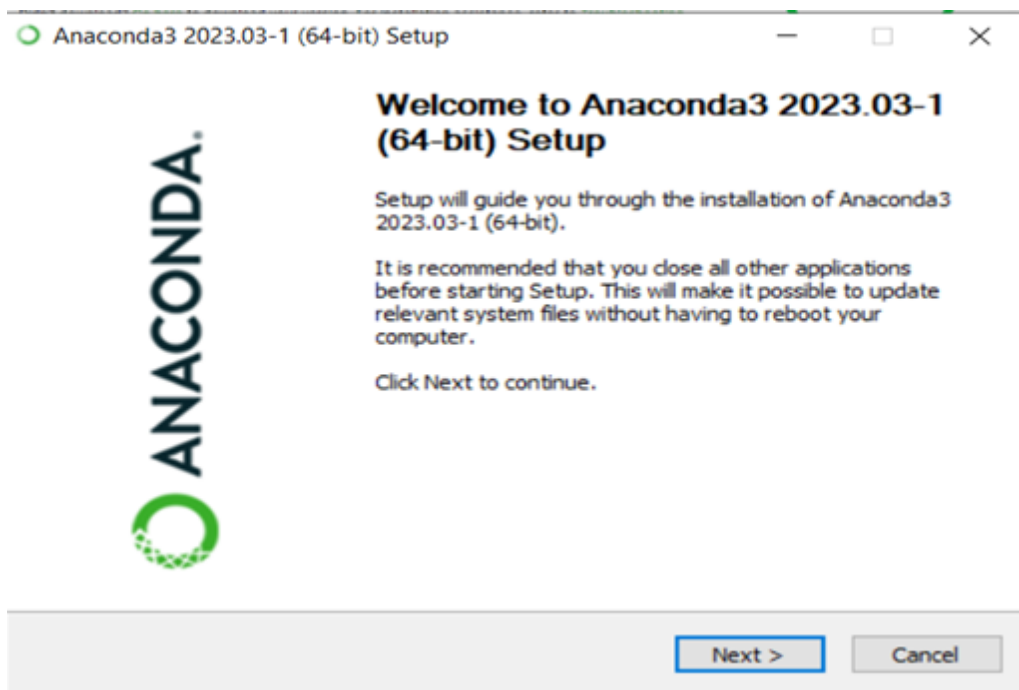 Anaconda3 2023.03-1 (64-bit) Setup
Welcome to Anaconda3 2023.03-1
(64-bit) Setup
ANACONDA.
Setup will guide you through the installation of Anaconda3
2023.03-1 (64-bit).
It is recommended that you close all other applications
before starting Setup. This will make it possible to update
relevant system files without having to reboot your
computer.
Click Next to continue.
Next >
Cancel